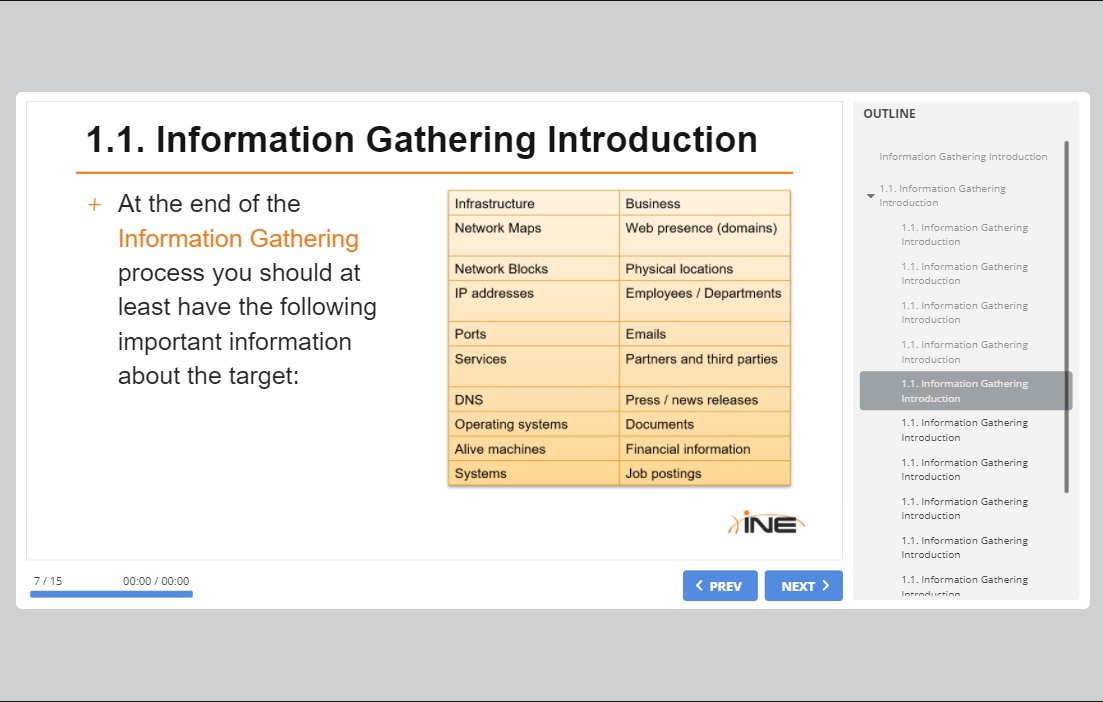 1.1. Information Gathering Introduction
+ At the end of the
Information Gathering
process you should at
least have the following
important information
about the target:
Infrastructure Business
Network Maps Web presence (domains)
Network Blocks Physical locations
IP addresses Employees / Departments
Ports Emails
Services Partners and third parties
DNS Press / news releases
Operating systems Documents
Alive machines Financial information
Systems Job postings
INE
7 / 15 00:00 / 00:00
PREV NEXT
OUTLINE
Information Gathering Introduction
1.1. Information Gathering
Introduction
1.1. Information Gathering
Introduction
1.1. Information Gathering
Introduction
1.1. Information Gathering
Introduction
1.1. Information Gathering
Introduction
1.1. Information Gathering
Introduction
1.1. Information Gathering
Introduction
1.1. Information Gathering
Introduction
1.1. Information Gathering
Introduction
1.1. Information Gathering
Introduction
1.1. Information Gathering
Introduction